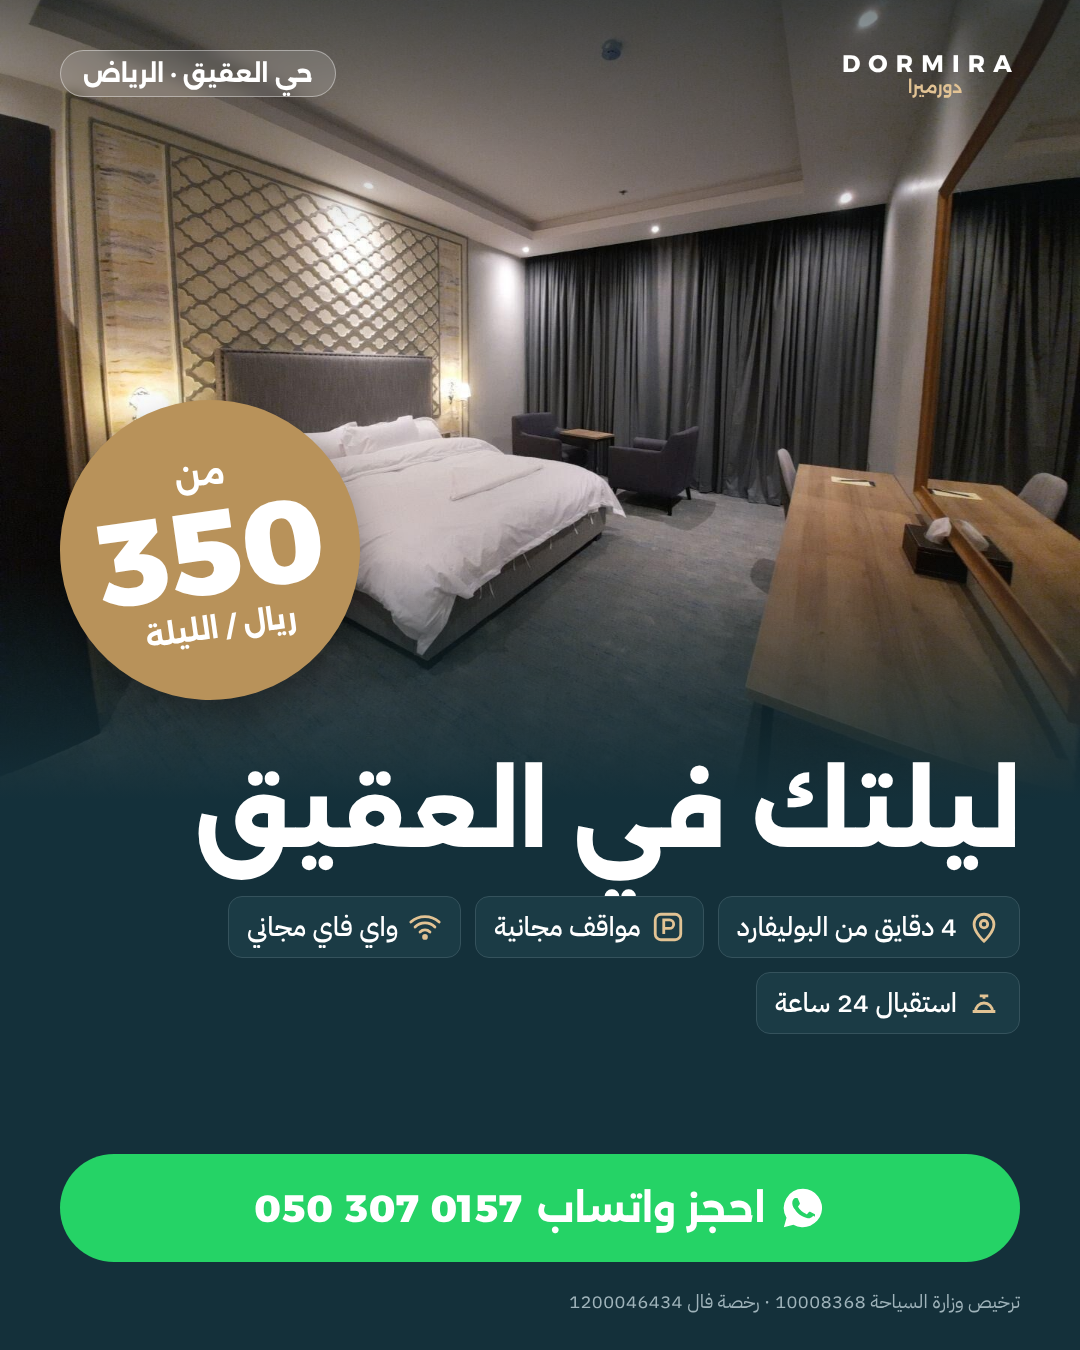 DORMIRA
دورميرا
حي العقيق · الرياض
من
350
ريال / الليلة
ليلتك في العقيق
4 دقايق من البوليفارد
مواقف مجانية
واي فاي مجاني
استقبال 24 ساعة
احجز واتساب 050 307 0157
ترخيص وزارة السياحة 10008368 · رخصة فال 1200046434